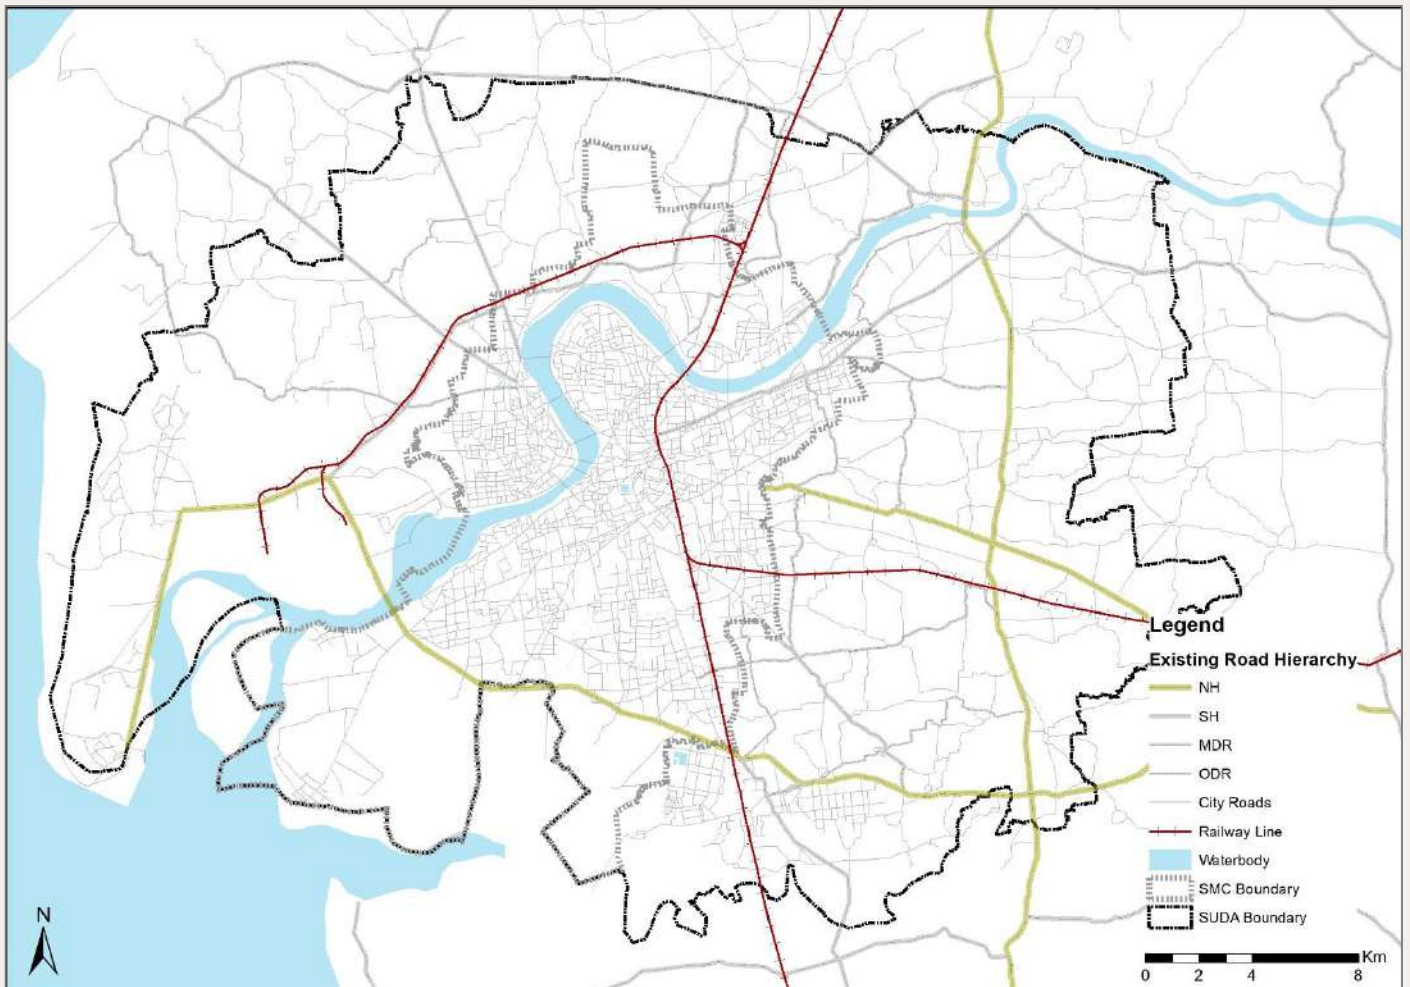 Legend
Existing Road Hierarchy
NH
SH
MDR
ODR
City Roads
Railway Line
Waterbody
SMC Boundary
SUDA Boundary
N
Km
0 2 4 8